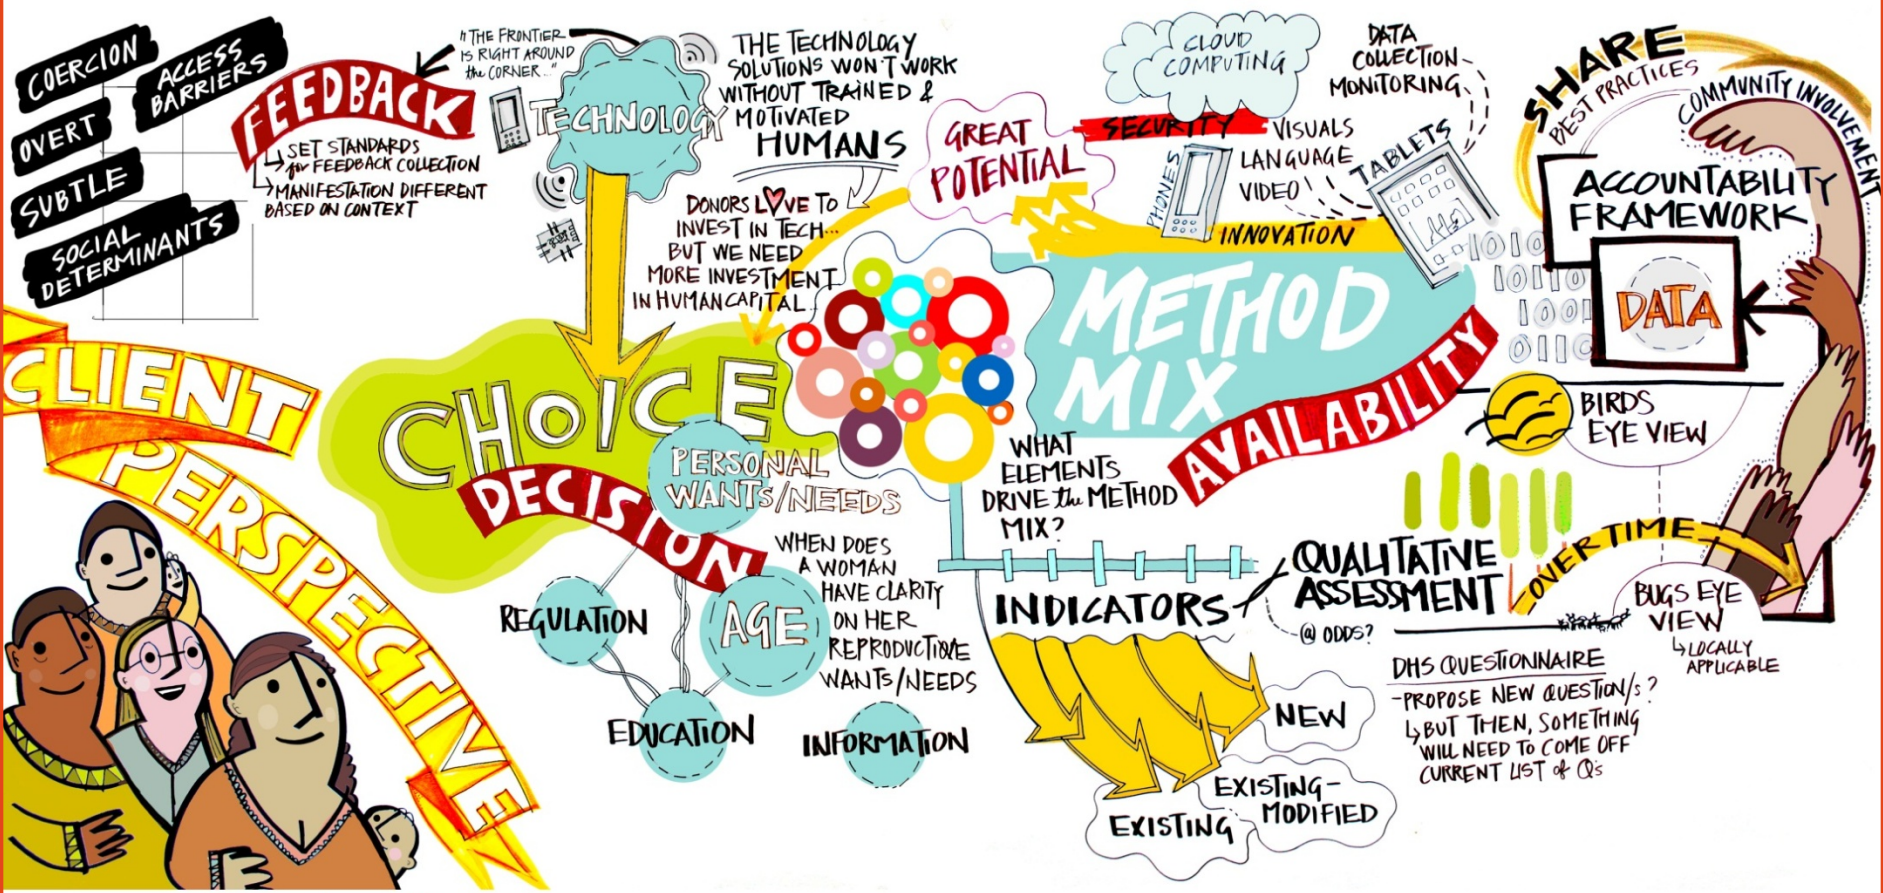 COERCION
ACCESS
BARRIERS
OVERT
SUBTLE
SOCIAL
DETERMINANTS
FEEDBACK
SET STANDARDS
for FEEDBACK COLLECTION
MANIFESTATION DIFFERENT
BASED ON CONTEXT
"THE FRONTIER
IS RIGHT AROUND
the CORNER..."
TECHNOLOGY
THE TECHNOLOGY
SOLUTIONS WON'T WORK
WITHOUT TRAINED &
MOTIVATED
HUMANS
DONORS LOVE TO
INVEST IN TECH...
BUT WE NEED
MORE INVESTMENT
IN HUMAN CAPITAL...
GREAT
POTENTIAL
CLOUD
COMPUTING
SECURITY
PHONES
VISUALS
LANGUAGE
VIDEO
TABLETS
INNOVATION
DATA
COLLECTION
MONITORING
SHARE
BEST PRACTICES
COMMUNITY INVOLVEMENT
ACCOUNTABILITY
FRAMEWORK
DATA
1010
10110
1001
0110
CLIENT
PERSPECTIVE
CHOICE
DECISION
PERSONAL
WANTS/NEEDS
REGULATION
AGE
EDUCATION
INFORMATION
WHEN DOES
A WOMAN
HAVE CLARITY
ON HER
REPRODUCTIVE
WANTS/NEEDS
METHOD
MIX
AVAILABILITY
WHAT
ELEMENTS
DRIVE the METHOD
MIX?
INDICATORS
NEW
EXISTING-
MODIFIED
EXISTING
QUALITATIVE
ASSESSMENT
@ ODDS?
BIRDS
EYE VIEW
OVERTIME
BUGS EYE
VIEW
LOCALLY
APPLICABLE
DHS QUESTIONNAIRE
- PROPOSE NEW QUESTION/s?
BUT THEN, SOMETHING
WILL NEED TO COME OFF
CURRENT LIST of Qs